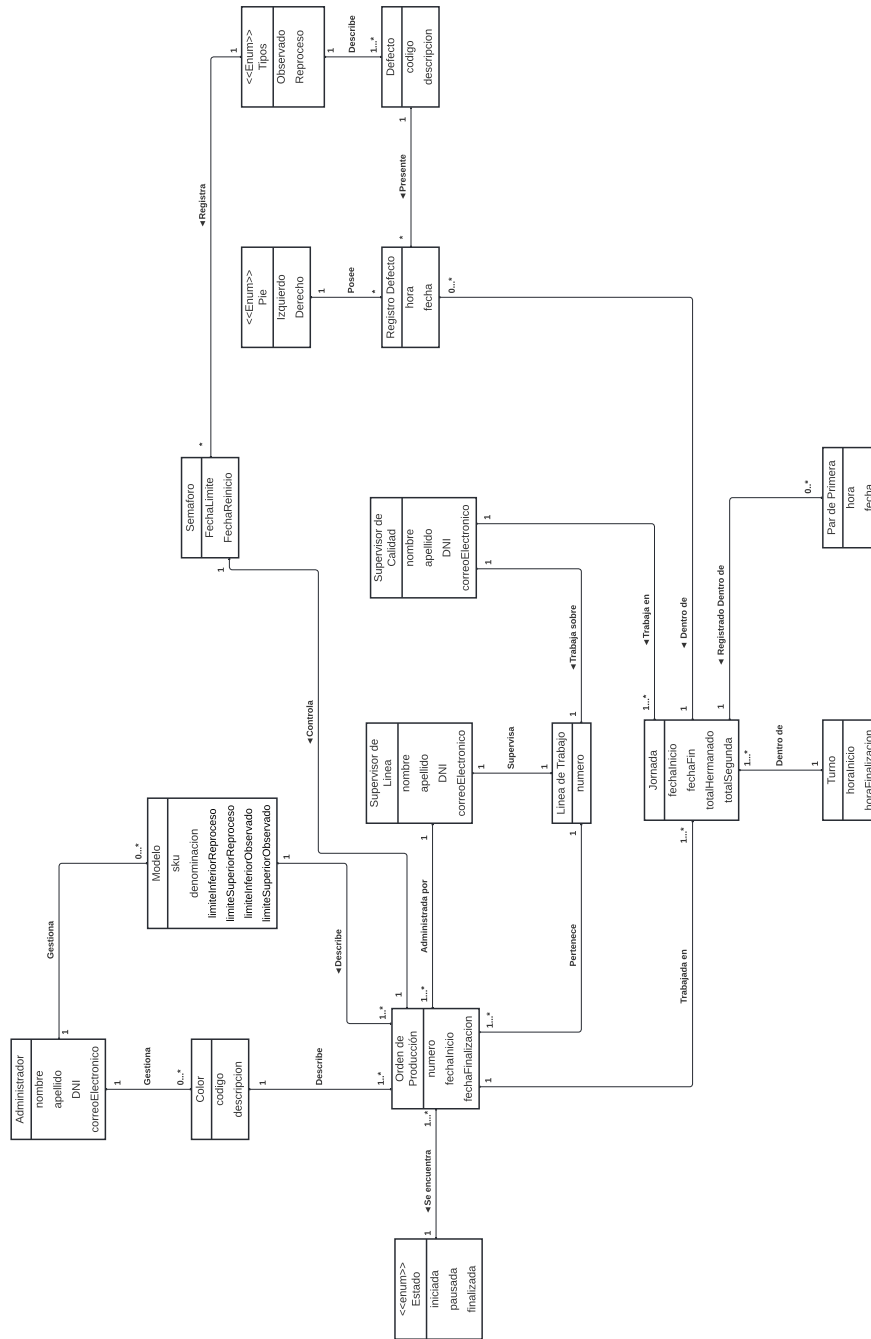 Administrador
nombre
apellido
DNI
correoElectronico
1
Gestiona
0...*
1
Gestiona
0...*
Modelo
sku
denominacion
limiteInferiorReproceso
limiteSuperiorReproceso
limiteInferiorObservado
limiteSuperiorObservado
Color
codigo
descripcion
1
Describe
1..*
1
◄Describe
1..*
Semaforo
FechaLimite
FechaReinicio
*
◄Registra
1
1
◄Controla
1
<<Enum>>
Pie
Izquierdo
Derecho
1
Posee
*
<<Enum>>
Tipos
Observado
Reproceso
1
Describe
1...*
<<enum>>
Estado
iniciada
pausada
finalizada
1
◄Se encuentra
1...*
Orden de
Producción
numero
fechaInicio
fechaFinalizacion
1...*
Administrada por
1
Supervisor de
Linea
nombre
apellido
DNI
correoElectronico
Supervisor de
Calidad
nombre
apellido
DNI
correoElectronico
Registro Defecto
hora
fecha
*
◄Presente
1
Defecto
codigo
descripcion
1
Supervisa
1
1...*
Pertenece
1
Linea de Trabajo
numero
1
◄Trabaja sobre
1
1
◄Trabaja en
1...*
0...*
◄ Dentro de
1
1
Trabajada en
1...*
Jornada
fechaInicio
fechaFin
totalHermanado
totalSegunda
1
◄ Registrado Dentro de
0..*
1...*
Dentro de
1
Turno
horaInicio
horaFinalizacion
Par de Primera
hora
fecha